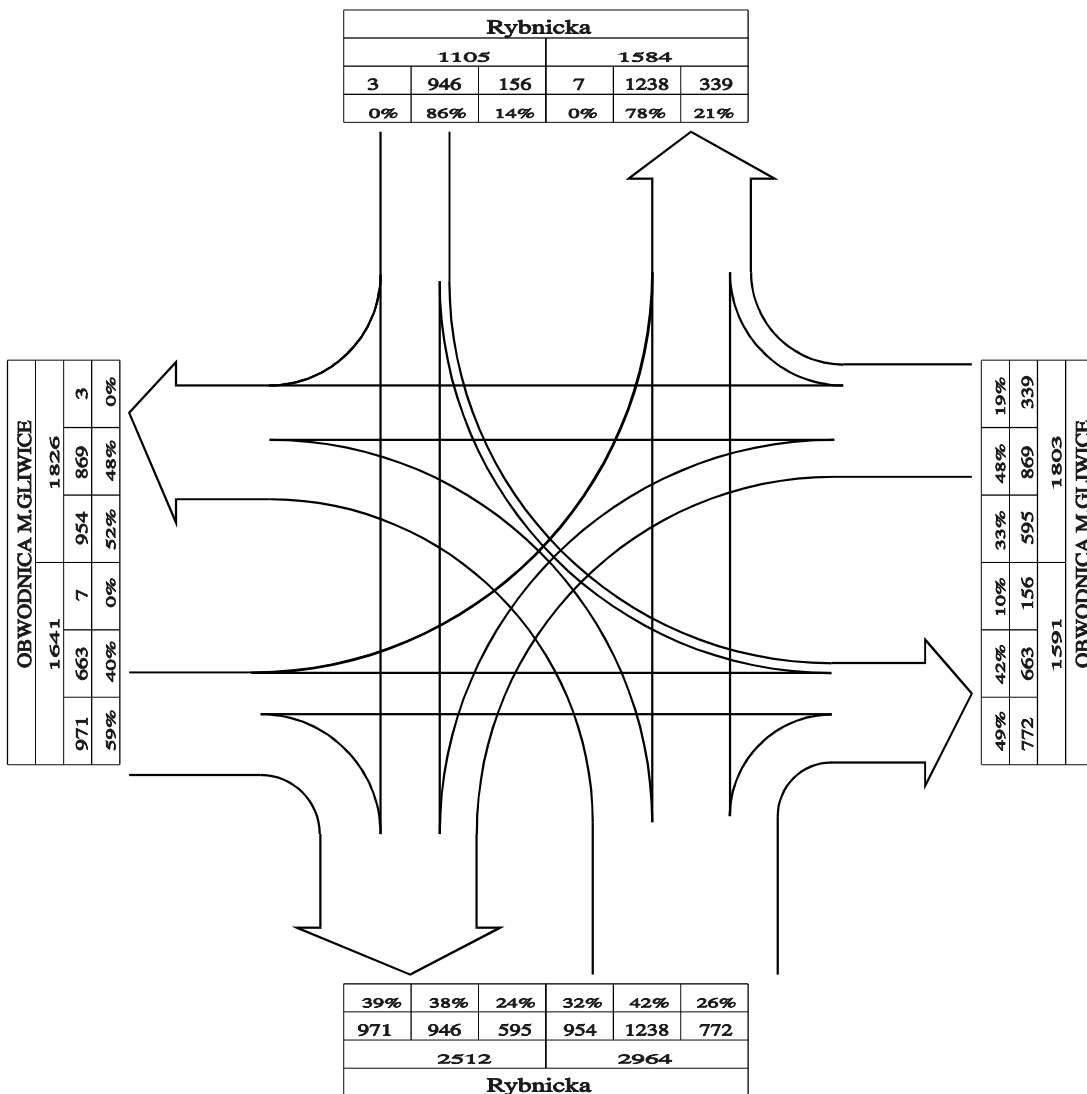 Rybnicka
1105 1584
3 946 156 7 1238 339
0% 86% 14% 0% 78% 21%
OBWODNICA M.GLIWICE
1641 1826
971 663 7 954 869 3
59% 40% 0% 52% 48% 0%
49% 42% 10% 33% 48% 19%
772 663 156 595 869 339
1591 1803
OBWODNICA M.GLIWICE
39% 38% 24% 32% 42% 26%
971 946 595 954 1238 772
2512 2964
Rybnicka